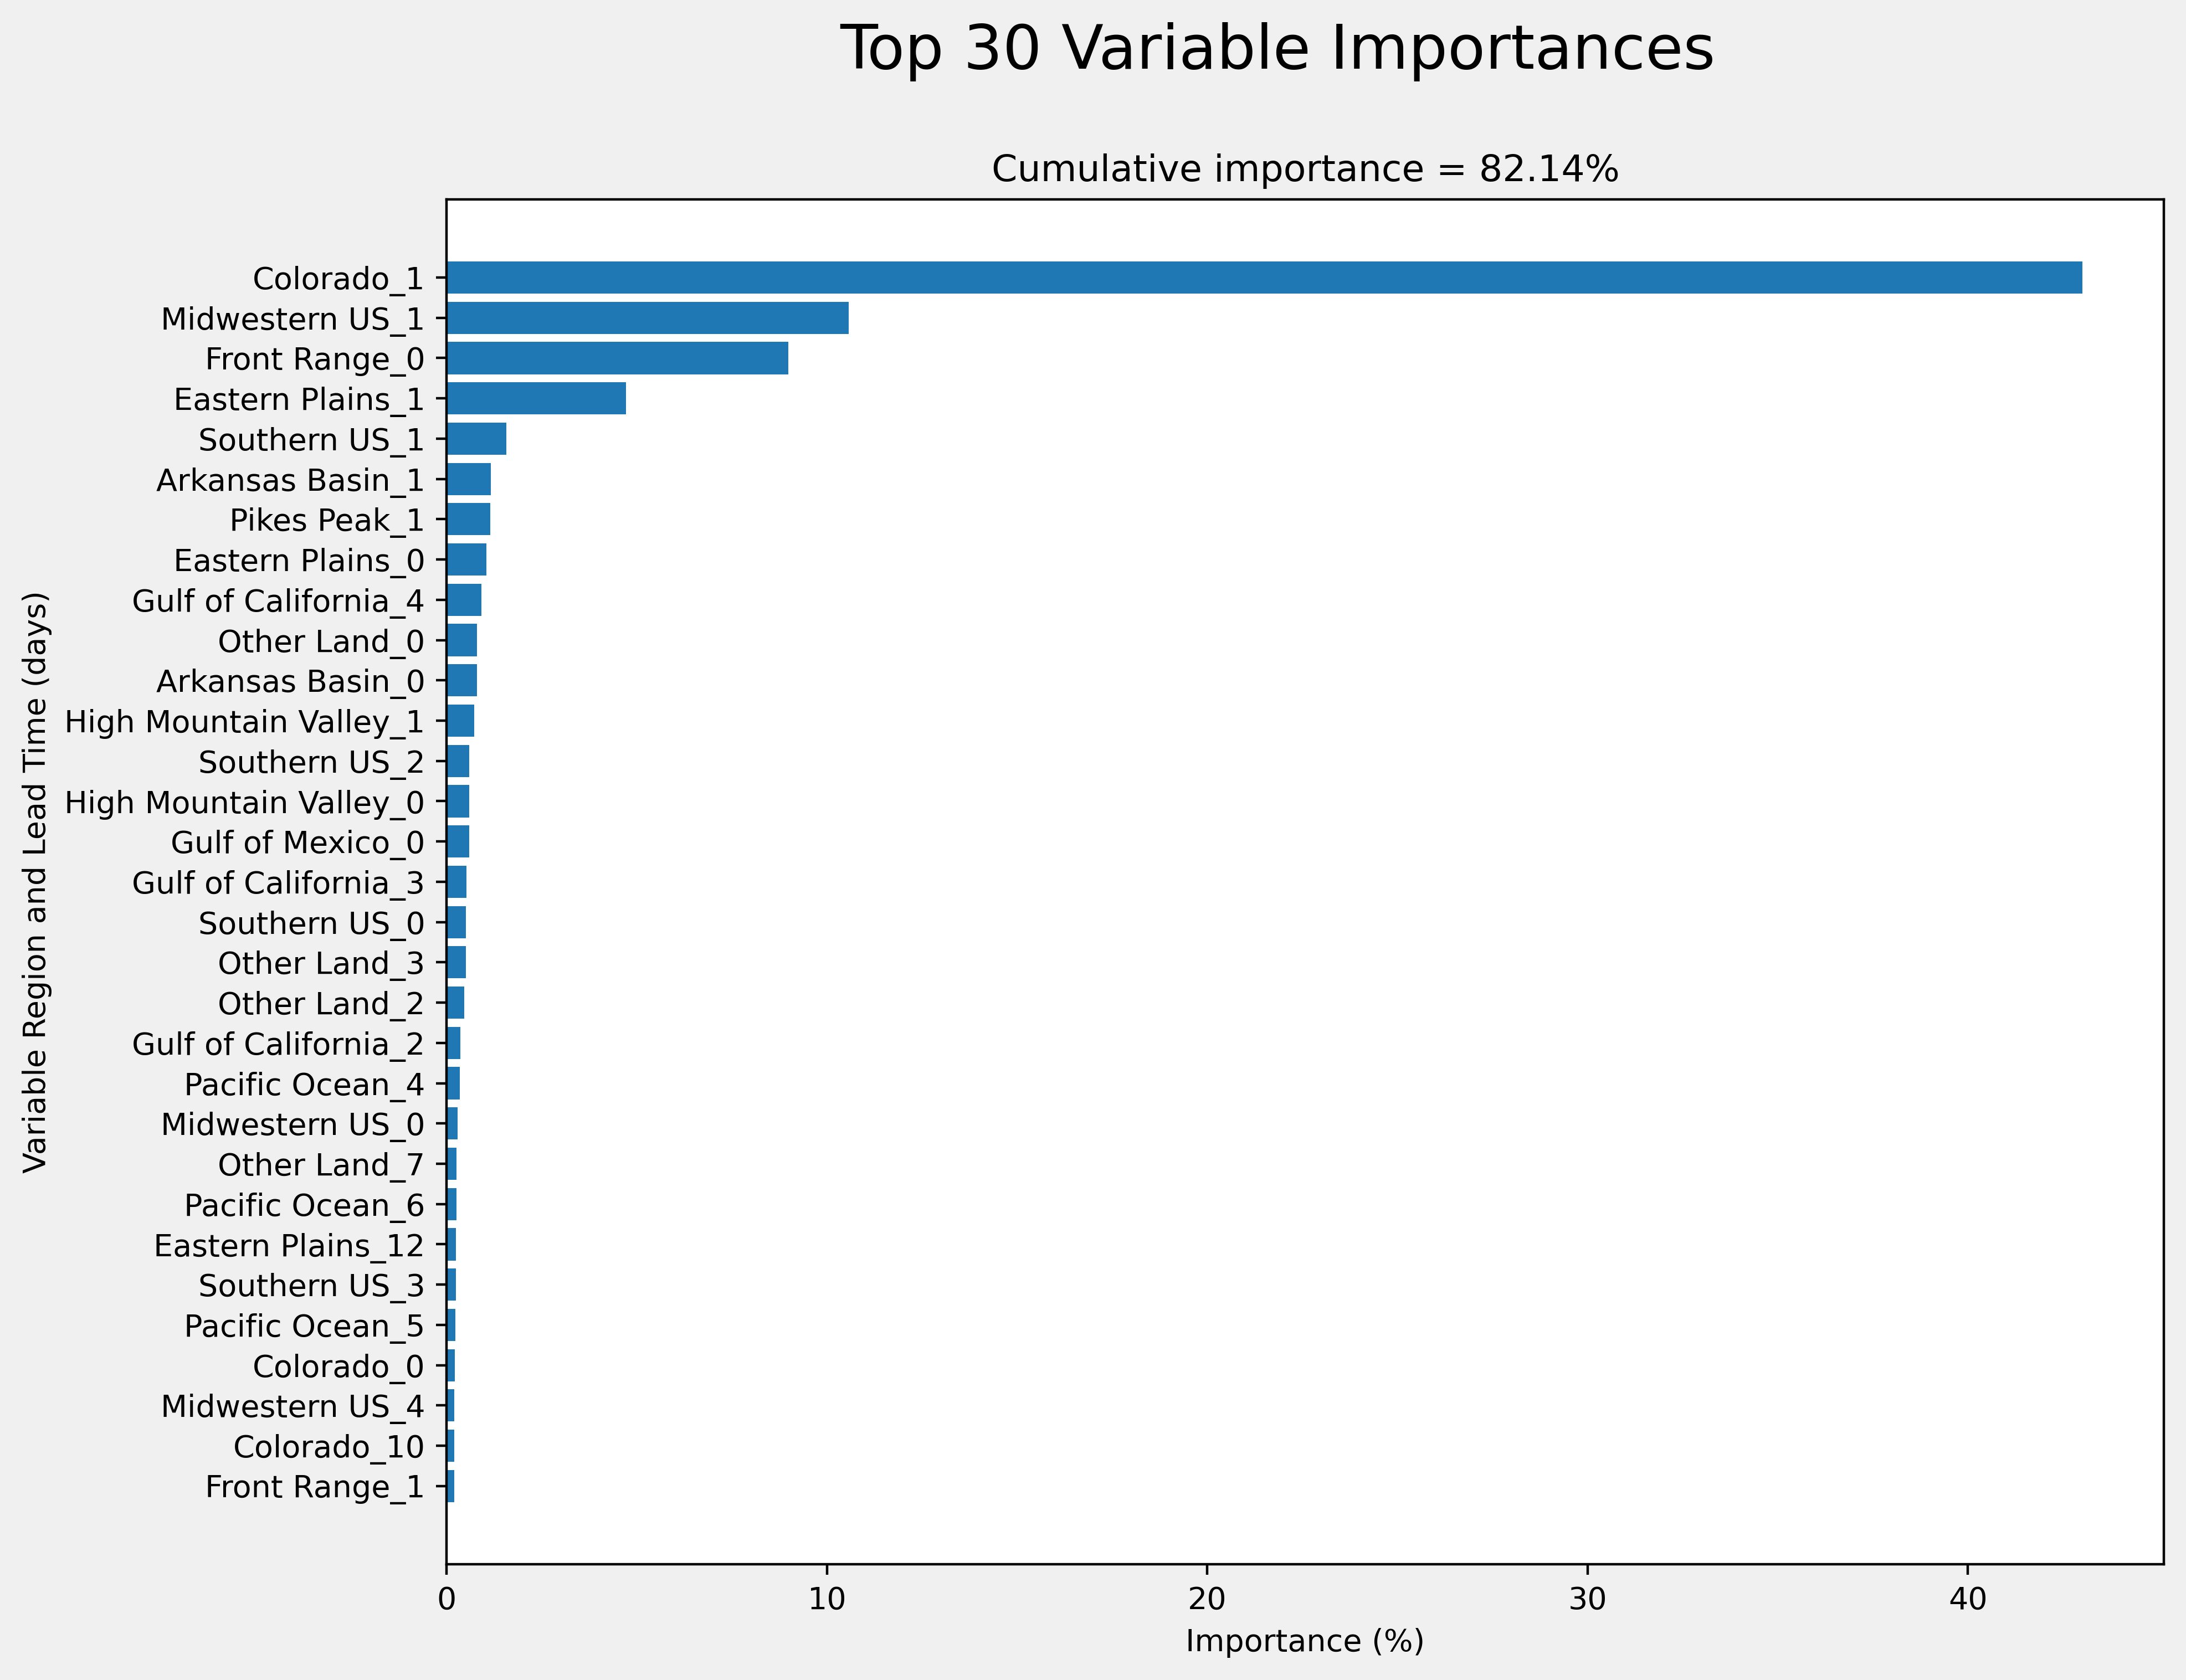 Top 30 Variable Importances
Cumulative importance = 82.14%
Variable Region and Lead Time (days)
Colorado_1
Midwestern US_1
Front Range_0
Eastern Plains_1
Southern US_1
Arkansas Basin_1
Pikes Peak_1
Eastern Plains_0
Gulf of California_4
Other Land_0
Arkansas Basin_0
High Mountain Valley_1
Southern US_2
High Mountain Valley_0
Gulf of Mexico_0
Gulf of California_3
Southern US_0
Other Land_3
Other Land_2
Gulf of California_2
Pacific Ocean_4
Midwestern US_0
Other Land_7
Pacific Ocean_6
Eastern Plains_12
Southern US_3
Pacific Ocean_5
Colorado_0
Midwestern US_4
Colorado_10
Front Range_1
0 10 20 30 40
Importance (%)